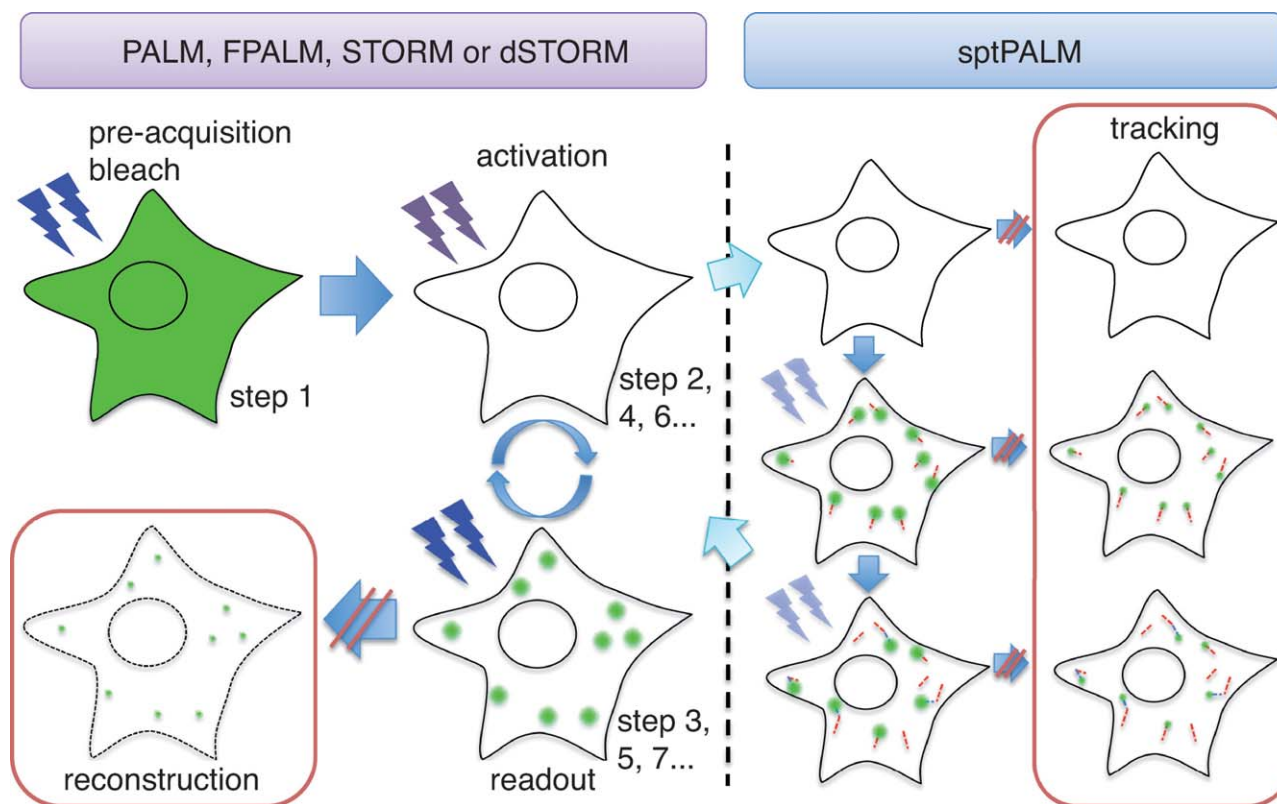 PALM, FPALM, STORM or dSTORM
sptPALM
pre-acquisition
bleach
activation
tracking
step 1
step 2,
4, 6...
step 3,
5, 7...
reconstruction
readout